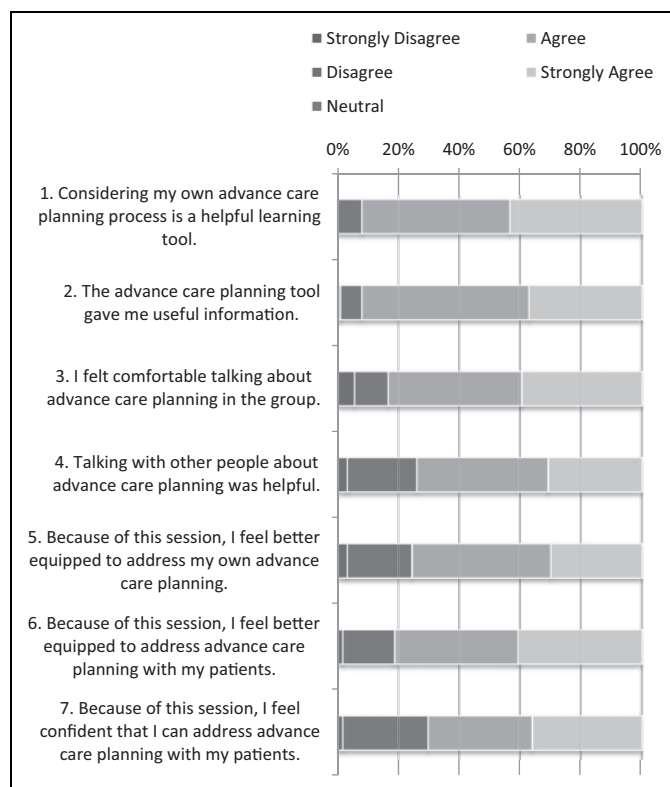 Strongly Disagree
Agree
Disagree
Strongly Agree
Neutral
0% 20% 40% 60% 80% 100%
1. Considering my own advance care
planning process is a helpful learning
tool.
2. The advance care planning tool
gave me useful information.
3. I felt comfortable talking about
advance care planning in the group.
4. Talking with other people about
advance care planning was helpful.
5. Because of this session, I feel better
equipped to address my own advance
care planning.
6. Because of this session, I feel better
equipped to address advance care
planning with my patients.
7. Because of this session, I feel
confident that I can address advance
care planning with my patients.